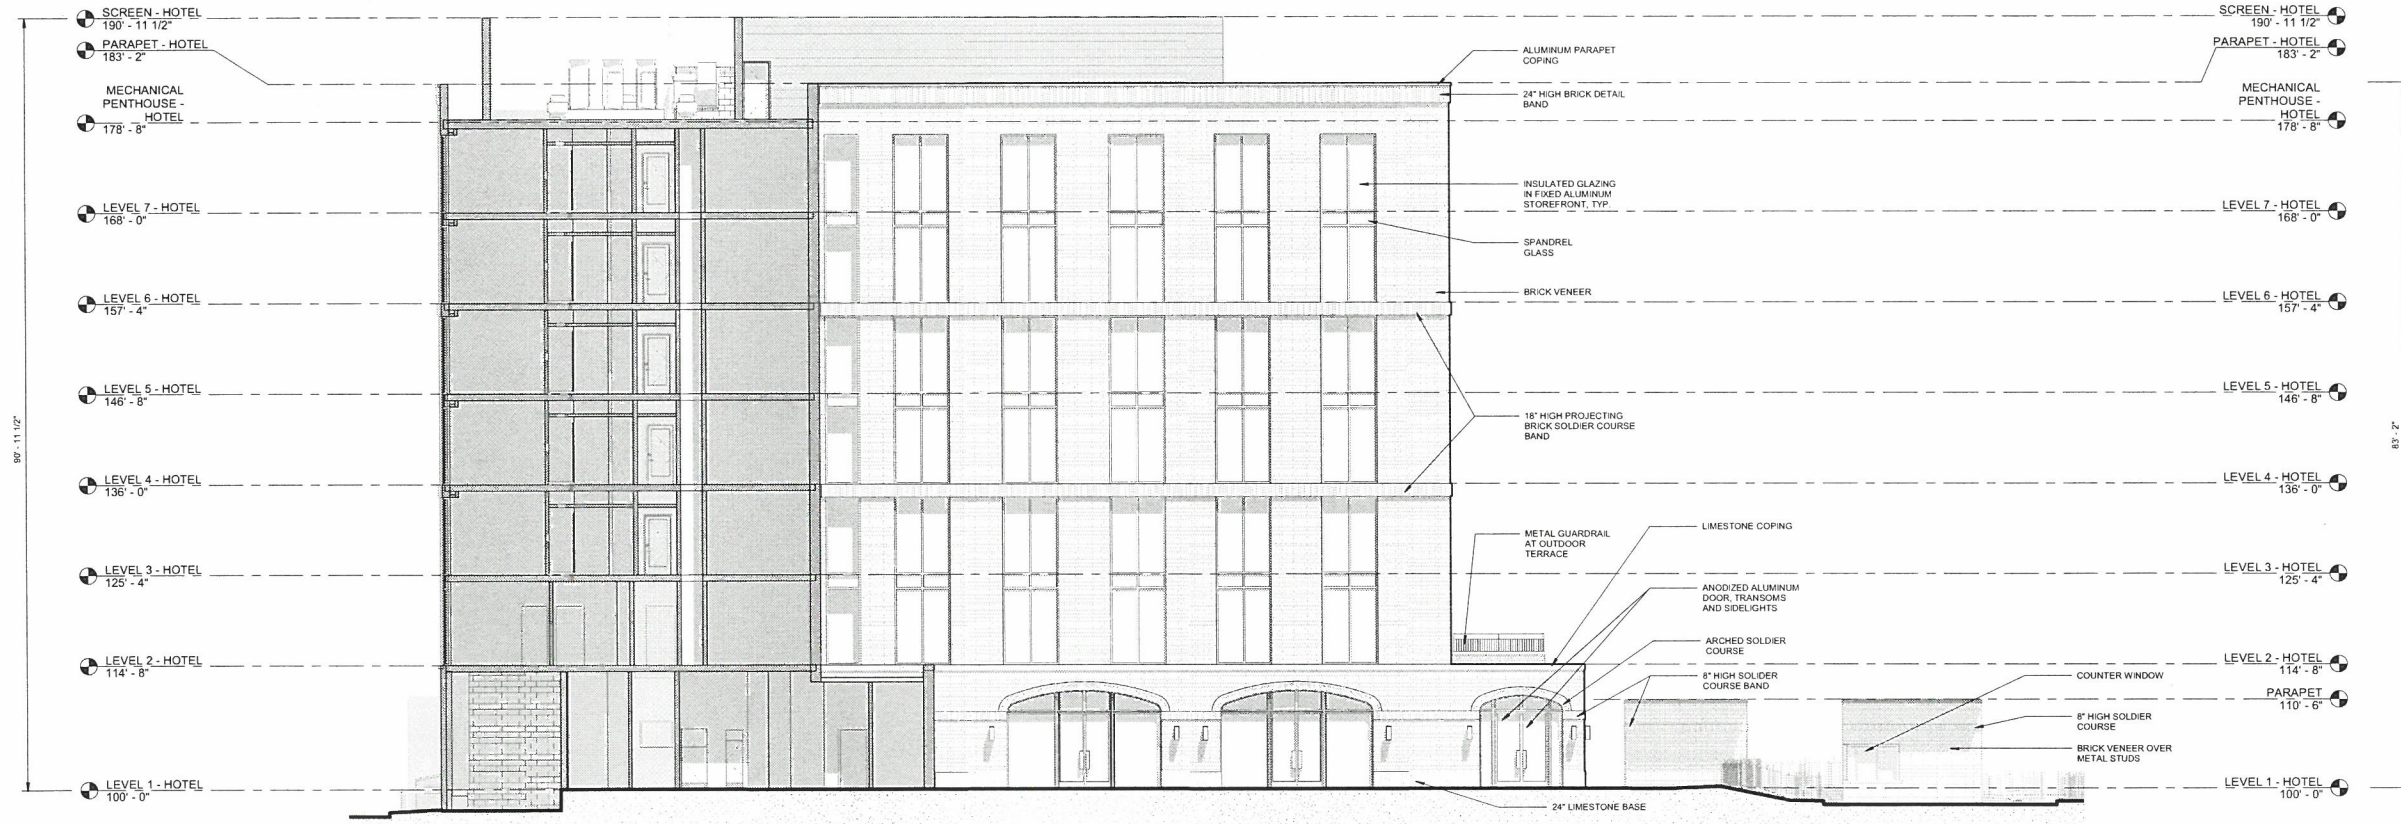 SCREEN - HOTEL
190' - 11 1/2"
PARAPET - HOTEL
183' - 2"
MECHANICAL
PENTHOUSE -
HOTEL
178' - 8"
LEVEL 7 - HOTEL
168' - 0"
LEVEL 6 - HOTEL
157' - 4"
LEVEL 5 - HOTEL
146' - 8"
LEVEL 4 - HOTEL
136' - 0"
LEVEL 3 - HOTEL
125' - 4"
LEVEL 2 - HOTEL
114' - 8"
LEVEL 1 - HOTEL
100' - 0"
90' - 11 1/2"
ALUMINUM PARAPET
COPING
24" HIGH BRICK DETAIL
BAND
INSULATED GLAZING
IN FIXED ALUMINUM
STOREFRONT, TYP.
SPANDREL
GLASS
BRICK VENEER
18" HIGH PROJECTING
BRICK SOLDIER COURSE
BAND
METAL GUARDRAIL
AT OUTDOOR
TERRACE
LIMESTONE COPING
ANODIZED ALUMINUM
DOOR, TRANSOMS
AND SIDELIGHTS
ARCHED SOLDIER
COURSE
8" HIGH SOLIDER
COURSE BAND
24" LIMESTONE BASE
COUNTER WINDOW
8" HIGH SOLDIER
COURSE
BRICK VENEER OVER
METAL STUDS
SCREEN - HOTEL
190' - 11 1/2"
PARAPET - HOTEL
183' - 2"
MECHANICAL
PENTHOUSE -
HOTEL
178' - 8"
LEVEL 7 - HOTEL
168' - 0"
LEVEL 6 - HOTEL
157' - 4"
LEVEL 5 - HOTEL
146' - 8"
LEVEL 4 - HOTEL
136' - 0"
LEVEL 3 - HOTEL
125' - 4"
LEVEL 2 - HOTEL
114' - 8"
PARAPET
110' - 6"
LEVEL 1 - HOTEL
100' - 0"
83' - 2"